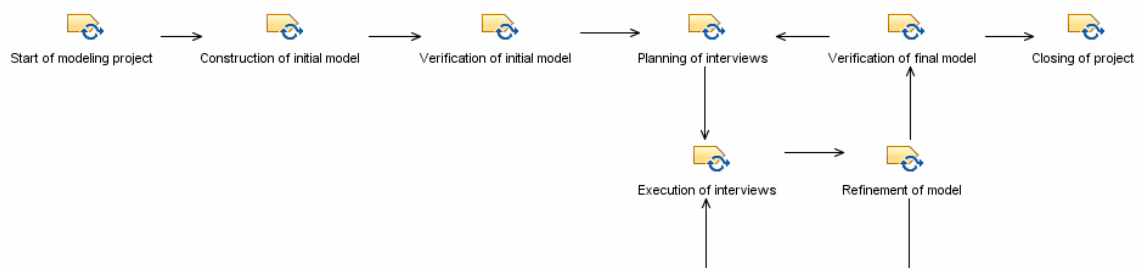 Start of modeling project
Construction of initial model
Verification of initial model
Planning of interviews
Verification of final model
Closing of project
Execution of interviews
Refinement of model